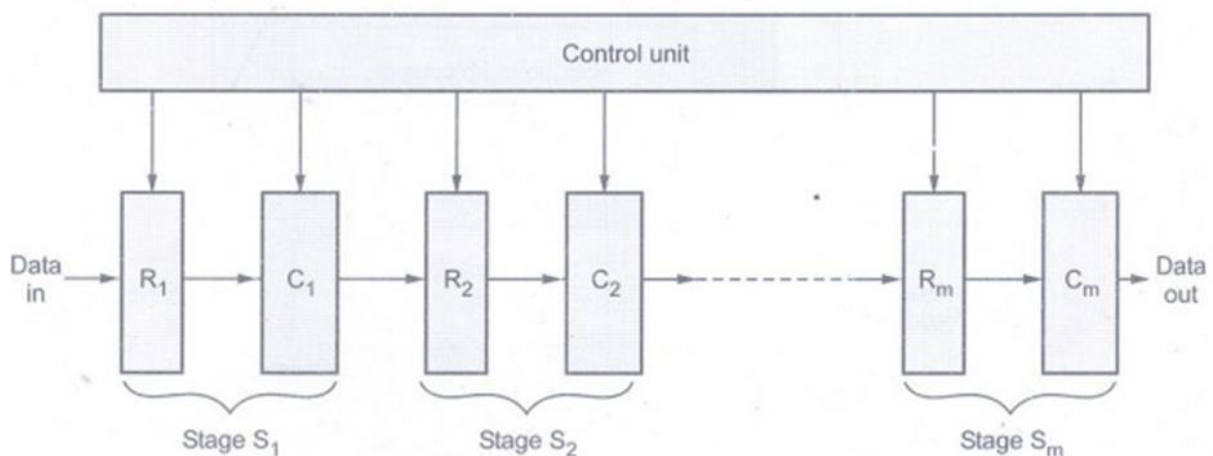 Control unit
Data
in
R₁
C₁
R₂
C₂
Rₘ
Cₘ
Data
out
Stage S₁
Stage S₂
Stage Sₘ